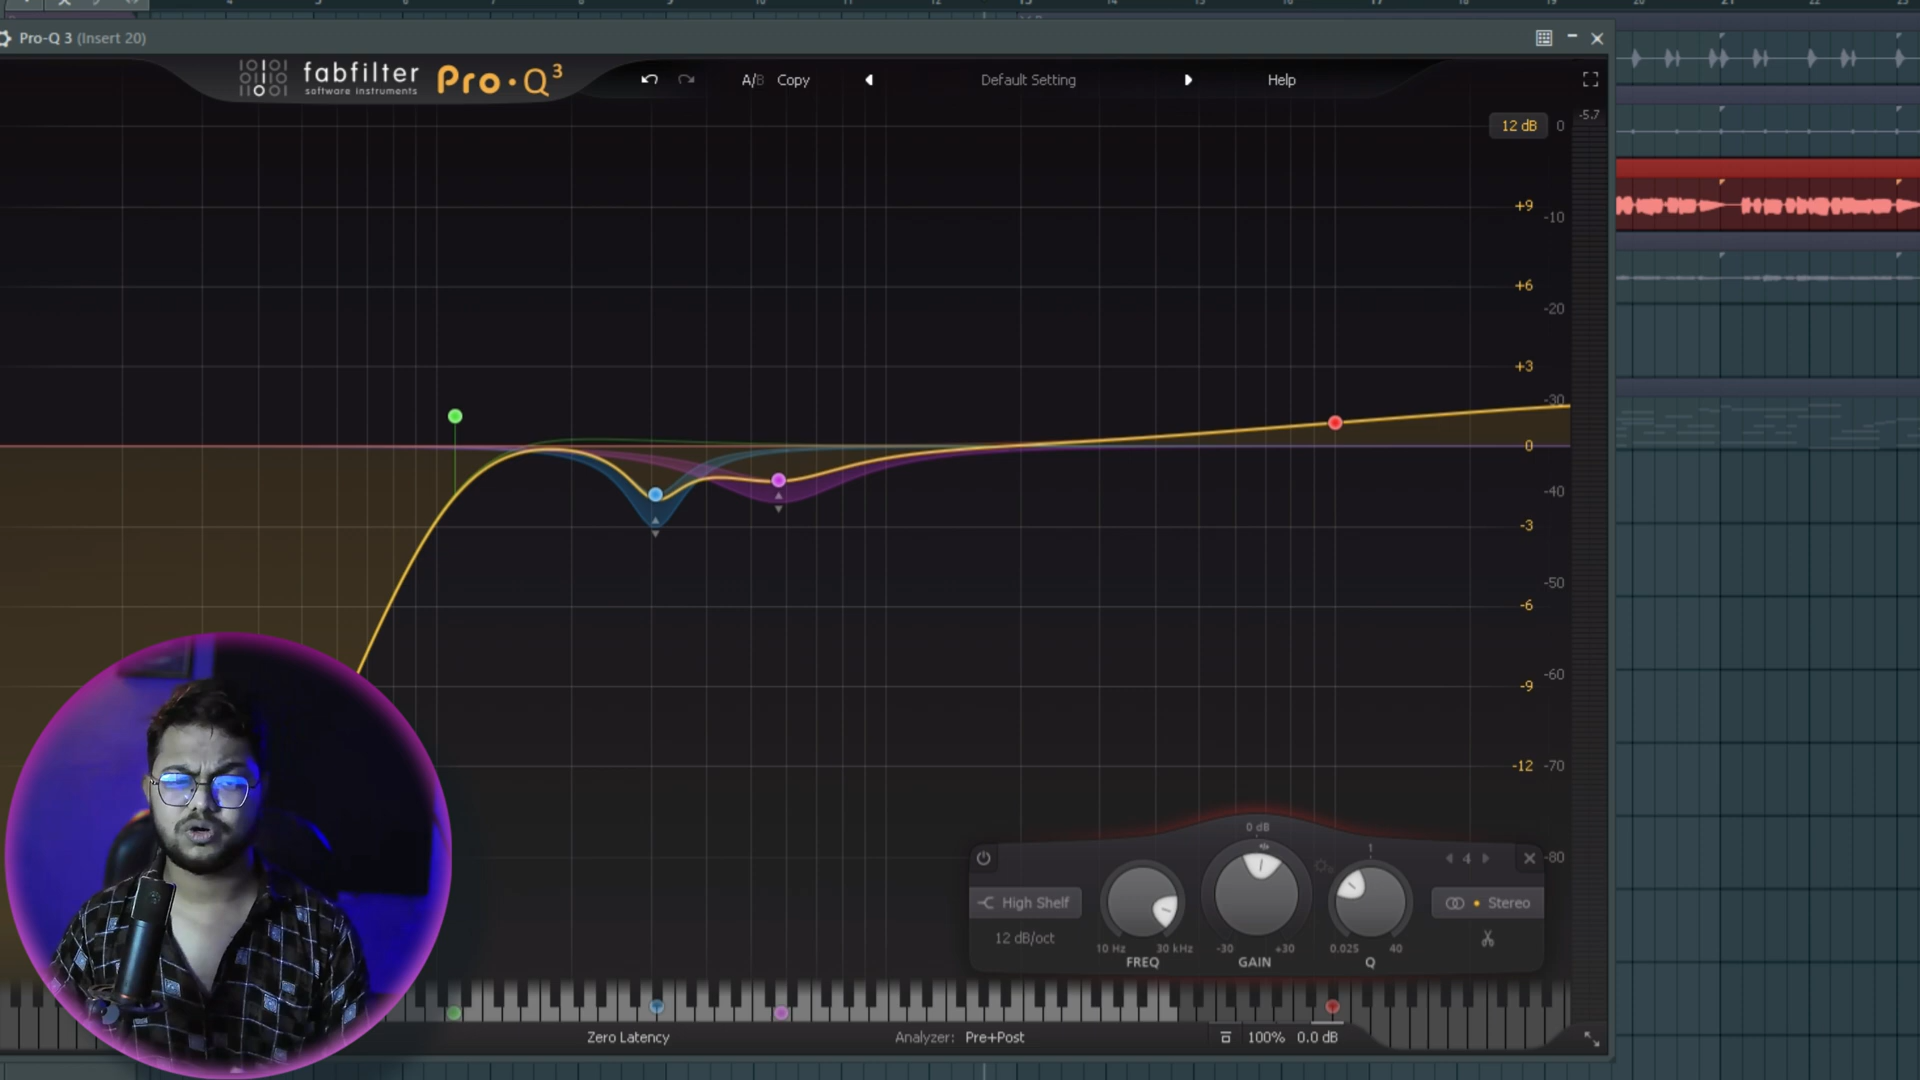 Pro-Q 3 (Insert 20)
fabfilter
software instruments
Pro·Q3
A/B
Copy
Default Setting
Help
12 dB
0
-5.7
+9
-10
+6
-20
+3
-30
0
-40
-3
-50
-6
-60
-9
-12
-70
-80
0 dB
1
4
High Shelf
Stereo
12 dB/oct
10 Hz
30 kHz
FREQ
-30
+30
GAIN
0.025
40
Q
Zero Latency
Analyzer:
Pre+Post
100%
0.0 dB